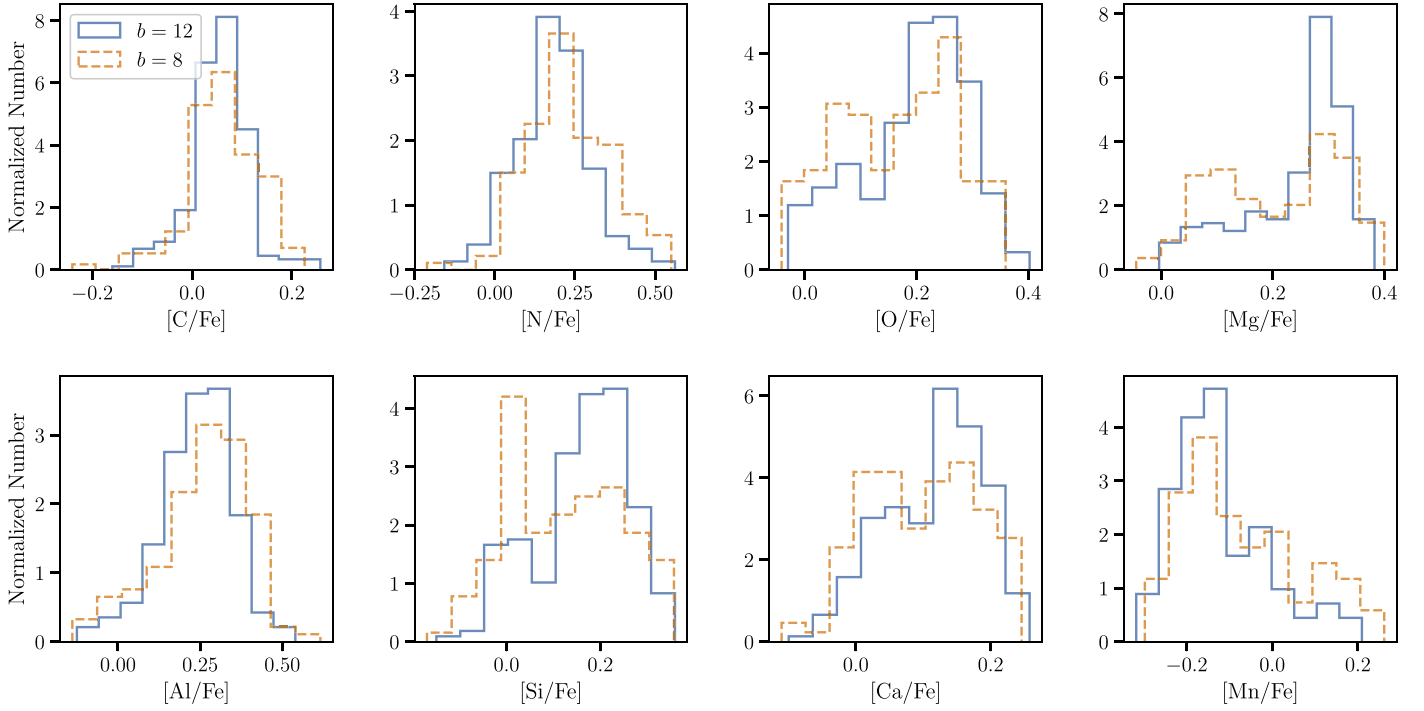 Normalized Number
8
6
4
2
0
b = 12
b = 8
−0.2 0.0 0.2
[C/Fe]
4
3
2
1
0
−0.25 0.00 0.25 0.50
[N/Fe]
4
3
2
1
0
0.0 0.2 0.4
[O/Fe]
8
6
4
2
0
0.0 0.2 0.4
[Mg/Fe]
Normalized Number
3
2
1
0
0.00 0.25 0.50
[Al/Fe]
4
3
2
1
0
0.0 0.2
[Si/Fe]
6
4
2
0
0.0 0.2
[Ca/Fe]
4
3
2
1
0
−0.2 0.0 0.2
[Mn/Fe]